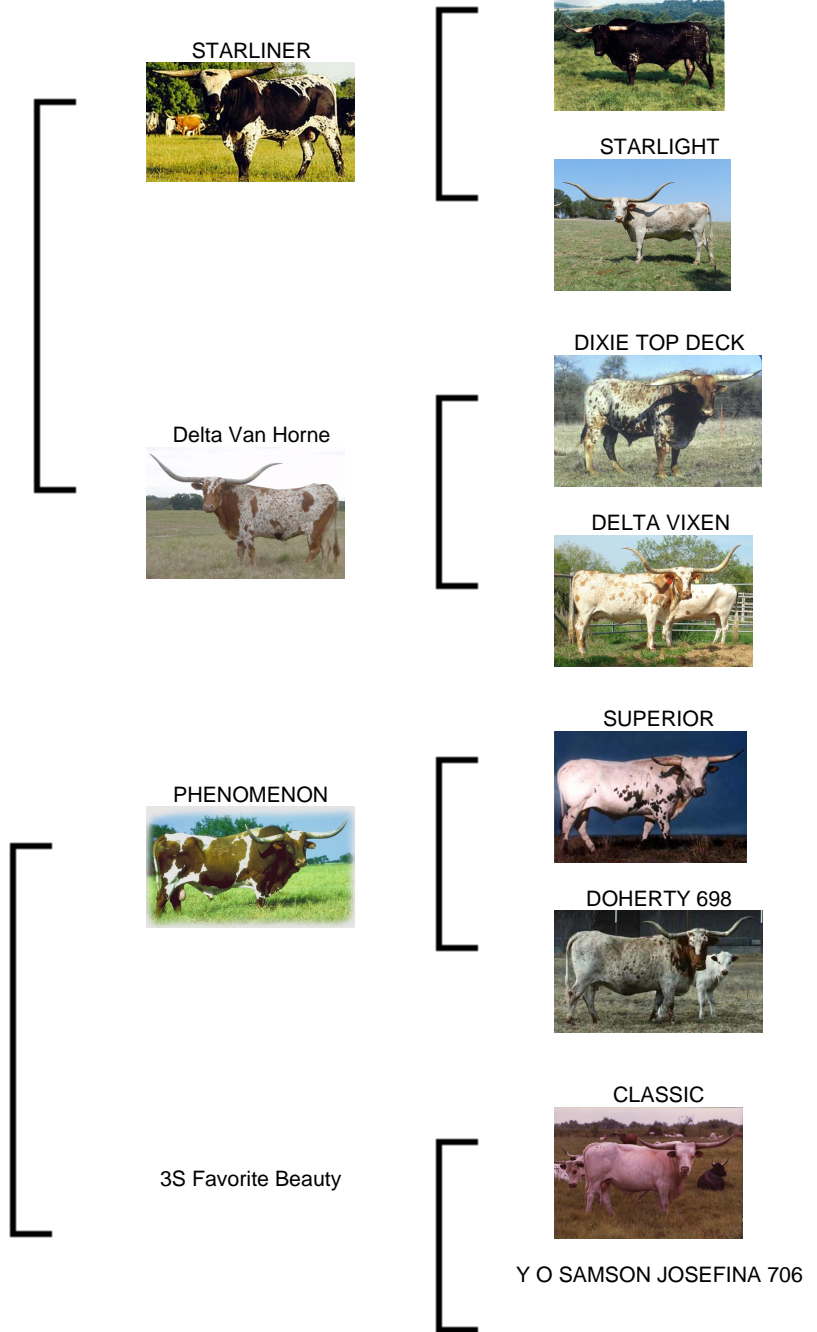 STARLINER
STARLIGHT
DIXIE TOP DECK
Delta Van Horne
DELTA VIXEN
SUPERIOR
PHENOMENON
DOHERTY 698
CLASSIC
3S Favorite Beauty
Y O SAMSON JOSEFINA 706